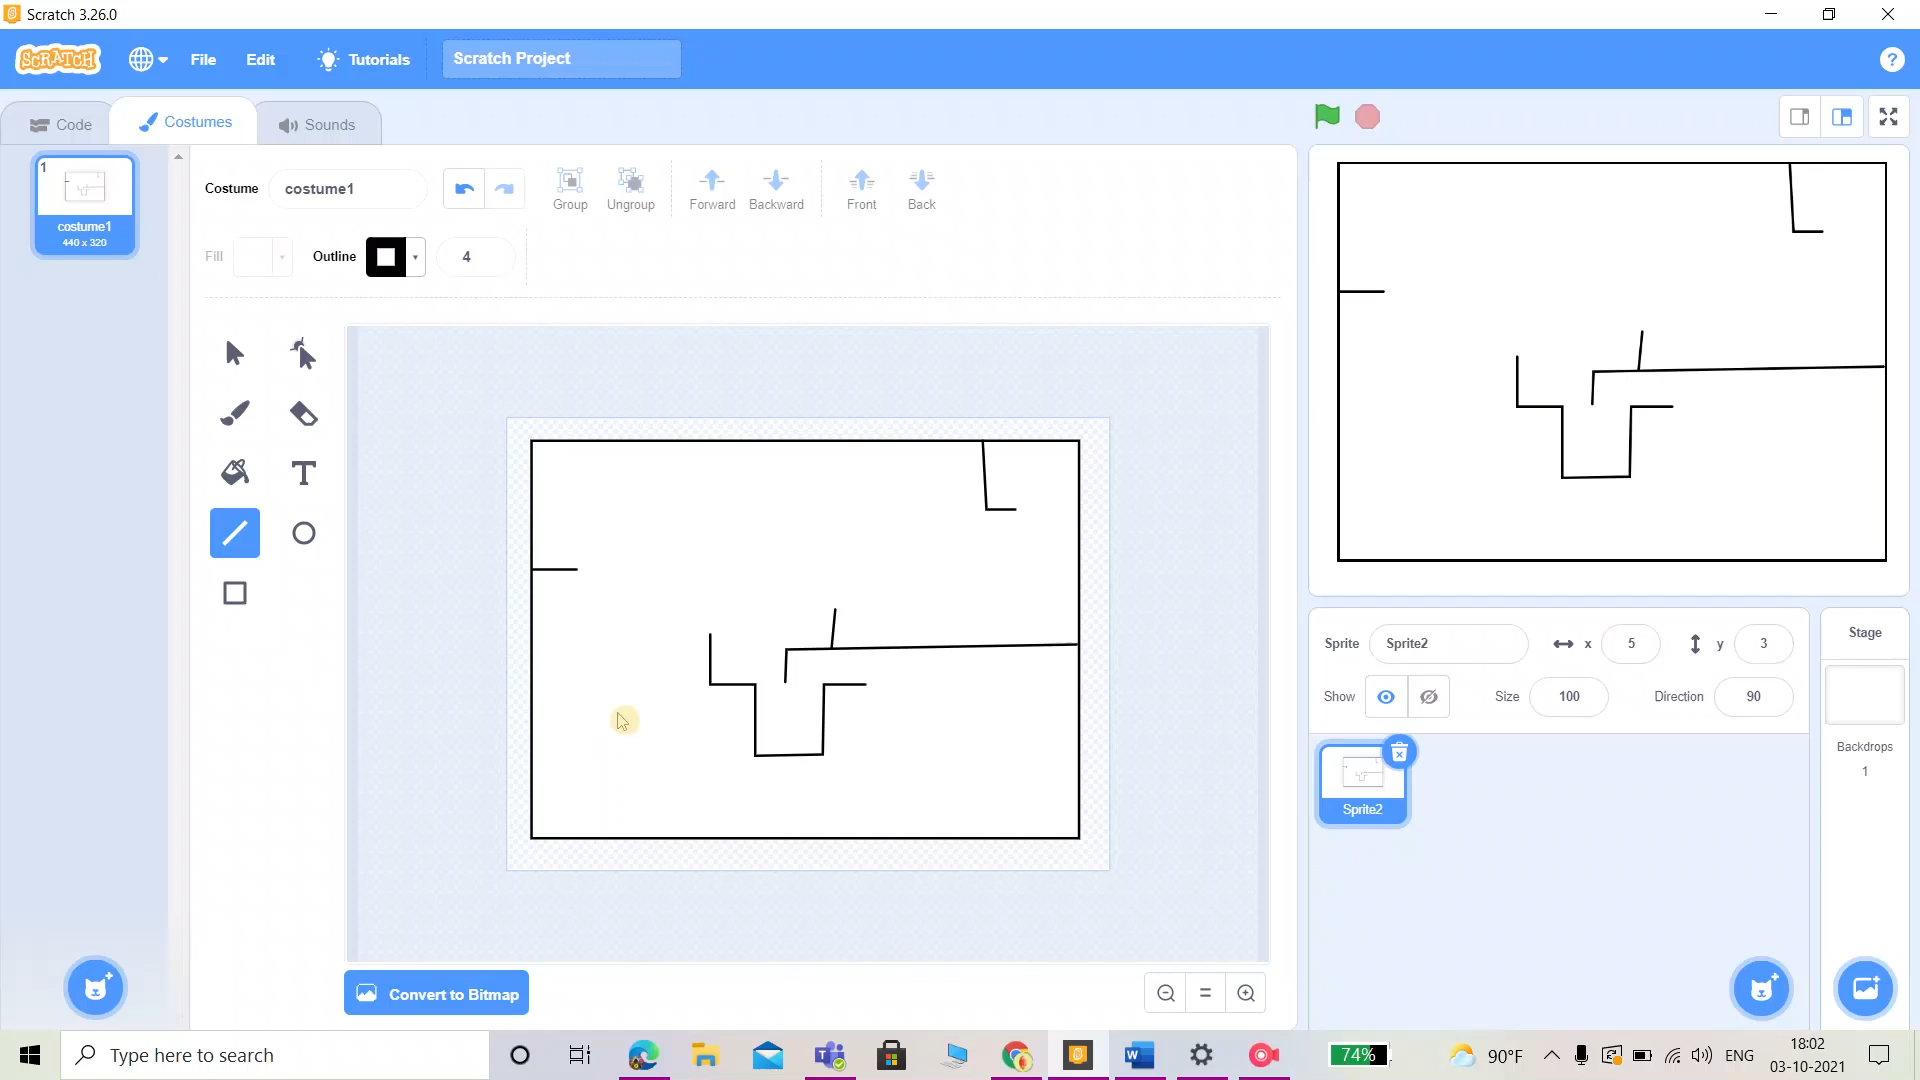 Scratch 3.26.0
SCRATCH
File
Edit
Tutorials
Scratch Project
?
Code
Costumes
Sounds
1
costume1
440 x 320
Costume
costume1
Group
Ungroup
Forward
Backward
Front
Back
Fill
Outline
4
T
Convert to Bitmap
Sprite
Sprite2
x
5
y
3
Show
Size
100
Direction
90
Sprite2
Stage
Backdrops
1
Type here to search
74%
90°F
ENG
18:02
03-10-2021